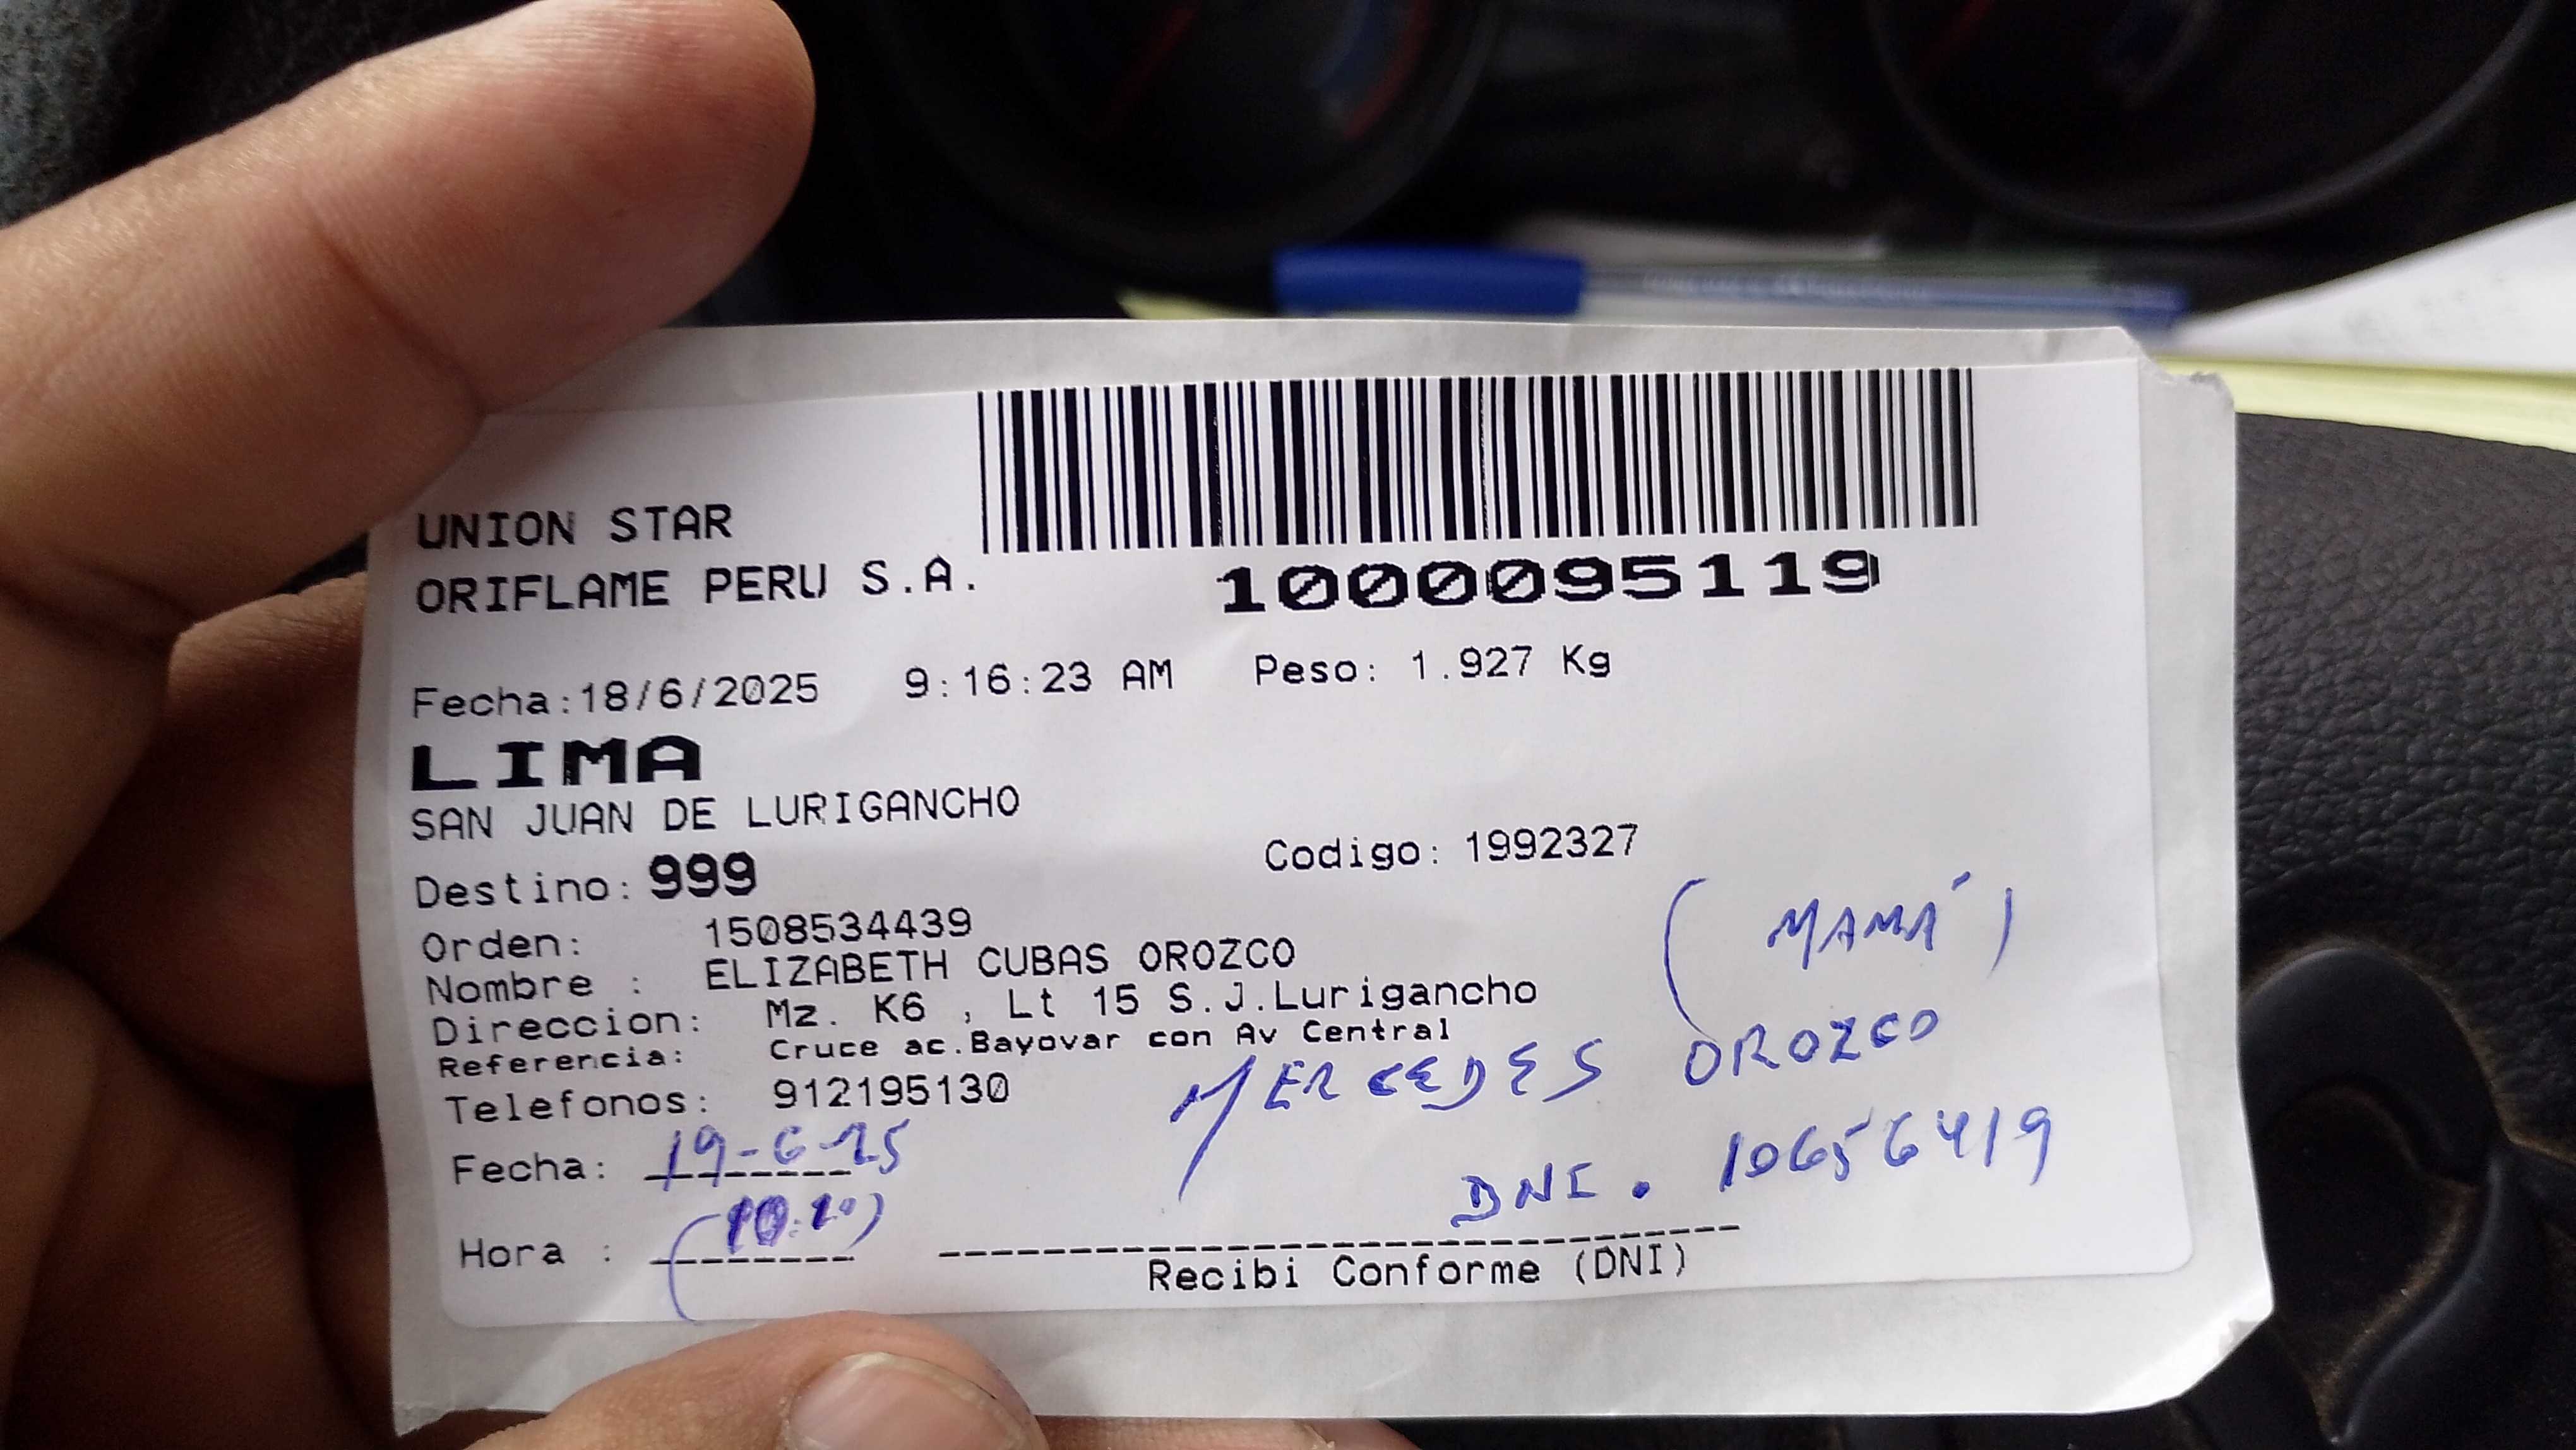 UNION STAR
ORIFLAME PERU S.A.
1000095119
Fecha:18/6/2025 9:16:23 AM Peso: 1.927 Kg
LIMA
SAN JUAN DE LURIGANCHO
Destino: 999 Codigo: 1992327
Orden: 1508534439
Nombre : ELIZABETH CUBAS OROZCO
(MAMÁ)
Direccion: Mz. K6 , Lt 15 S.J.Lurigancho
Referencia: Cruce ac.Bayovar con Av Central
MERCEDES OROZCO
Telefonos: 912195130
Fecha: 19-6-25
DNI. 10656419
Hora :
Recibi Conforme (DNI)